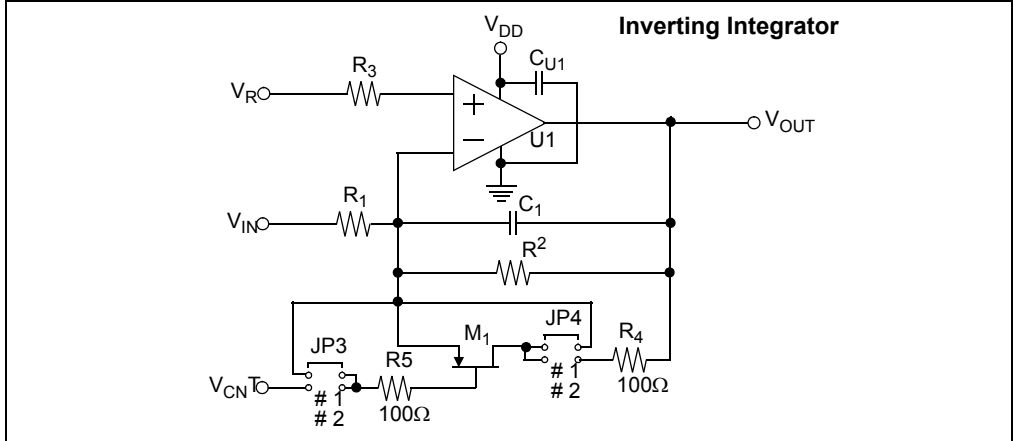 Inverting Integrator
VDD
CU1
R3
VR
+
−
U1
VOUT
R1
VIN
C1
R2
JP4
M1
R4
JP3
R5
# 1
# 2
100Ω
VCNT
# 1
# 2
100Ω